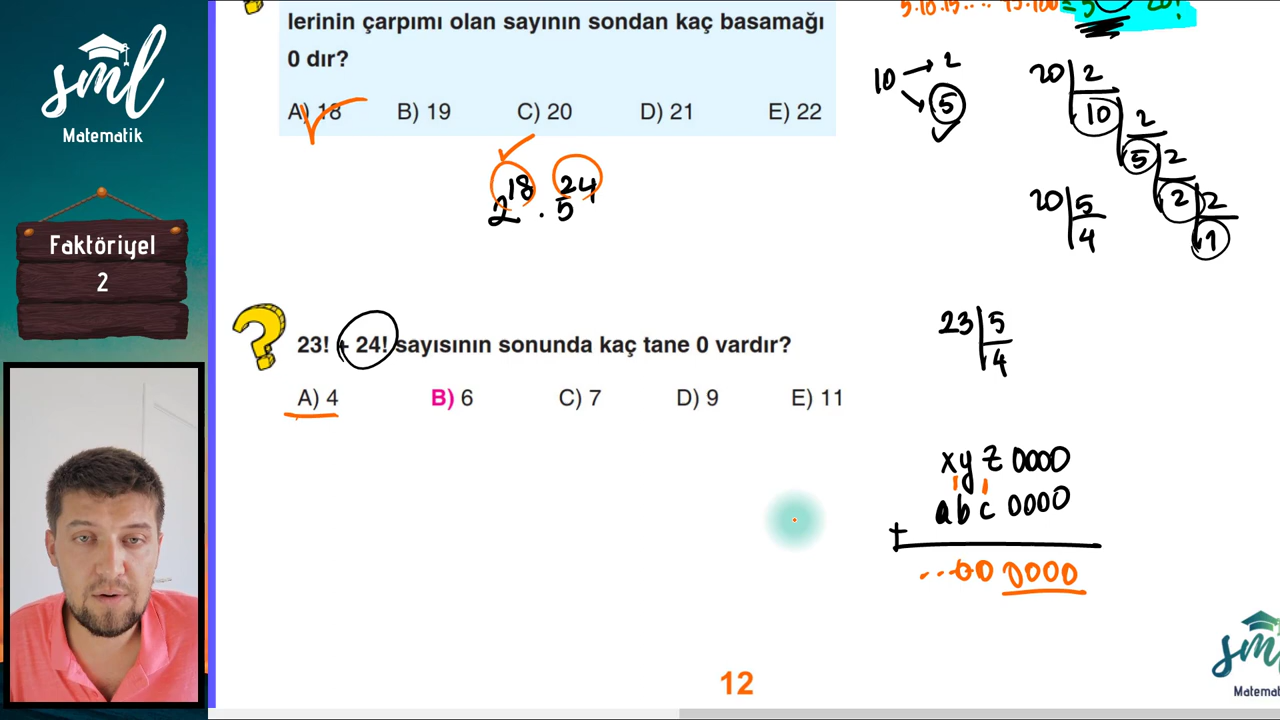 sml
Matematik
Faktöriyel
2
lerinin çarpımı olan sayının sondan kaç basamağı
0 dır?
A) 18 B) 19 C) 20 D) 21 E) 22
2^18 . 5^24
10 → 2
5
20 | 2
10 | 2
5 | 2
2 | 2
1
20 | 5
4
23! + 24! sayısının sonunda kaç tane 0 vardır?
A) 4 B) 6 C) 7 D) 9 E) 11
23 | 5
4
xyz0000
abc0000
+
...000000
12
sml
Matemat